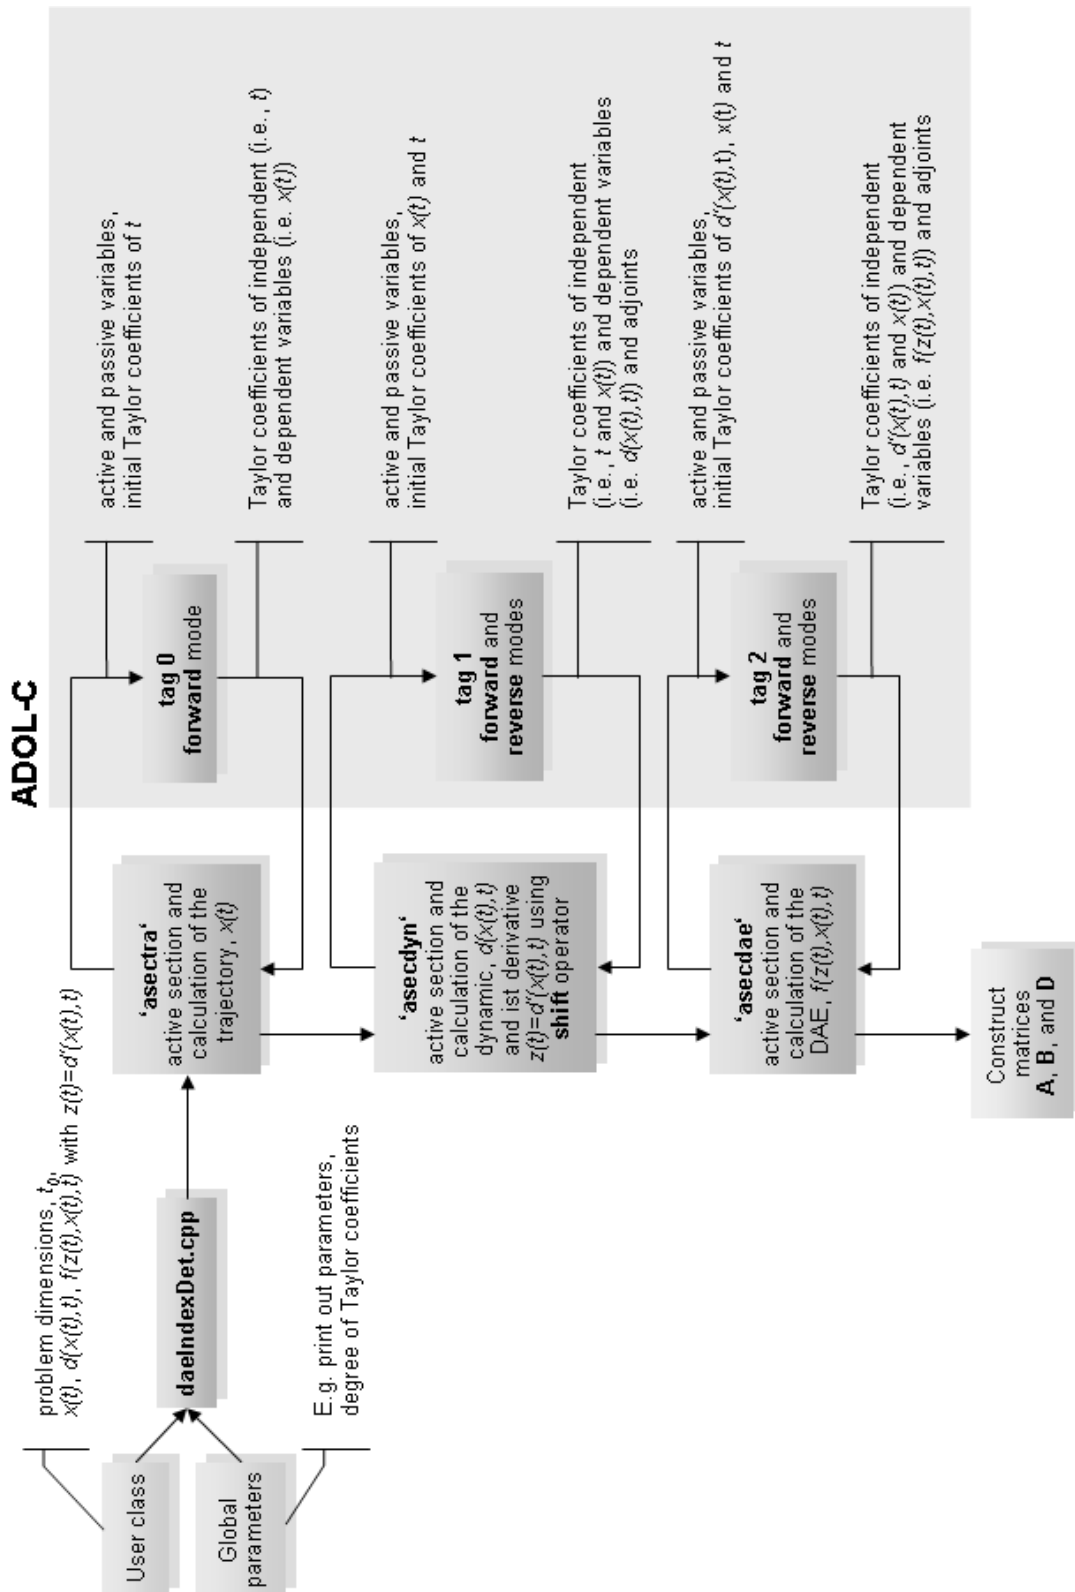 ADOL-C
User class
Global
parameters
problem dimensions, t0,
x(t), d(x(t),t), f(z(t),x(t),t) with z(t)=d'(x(t),t)
E.g. print out parameters,
degree of Taylor coefficients
daeIndexDet.cpp
‘asectra‘
active section and
calculation of the
trajectory, x(t)
tag 0
forward mode
active and passive variables,
initial Taylor coefficients of t
Taylor coefficients of independent (i.e., t)
and dependent variables (i.e. x(t))
‘asecdyn‘
active section and
calculation of the
dynamic, d(x(t),t)
and ist derivative
z(t)=d'(x(t),t) using
shift operator
tag 1
forward and
reverse modes
active and passive variables,
initial Taylor coefficients of x(t) and t
Taylor coefficients of independent
(i.e., t and x(t)) and dependent variables
(i.e. d(x(t),t)) and adjoints
‘asecdae‘
active section and
calculation of the
DAE, f(z(t),x(t),t)
tag 2
forward and
reverse modes
active and passive variables,
initial Taylor coefficients of d'(x(t),t), x(t) and t
Taylor coefficients of independent
(i.e., d'(x(t),t) and x(t)) and dependent
variables (i.e. f(z(t),x(t),t)) and adjoints
Construct
matrices
A, B, and D